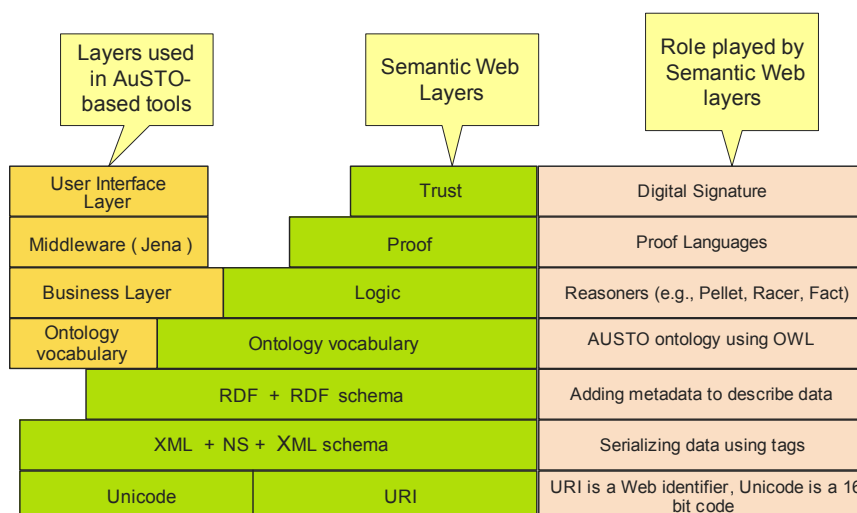 Layers used
in AuSTO-
based tools
Semantic Web
Layers
Role played by
Semantic Web
layers
User Interface
Layer
Trust
Digital Signature
Middleware ( Jena )
Proof
Proof Languages
Business Layer
Logic
Reasoners (e.g., Pellet, Racer, Fact)
Ontology
vocabulary
Ontology vocabulary
AUSTO ontology using OWL
RDF + RDF schema
Adding metadata to describe data
XML + NS + XML schema
Serializing data using tags
Unicode
URI
URI is a Web identifier, Unicode is a 16
bit code